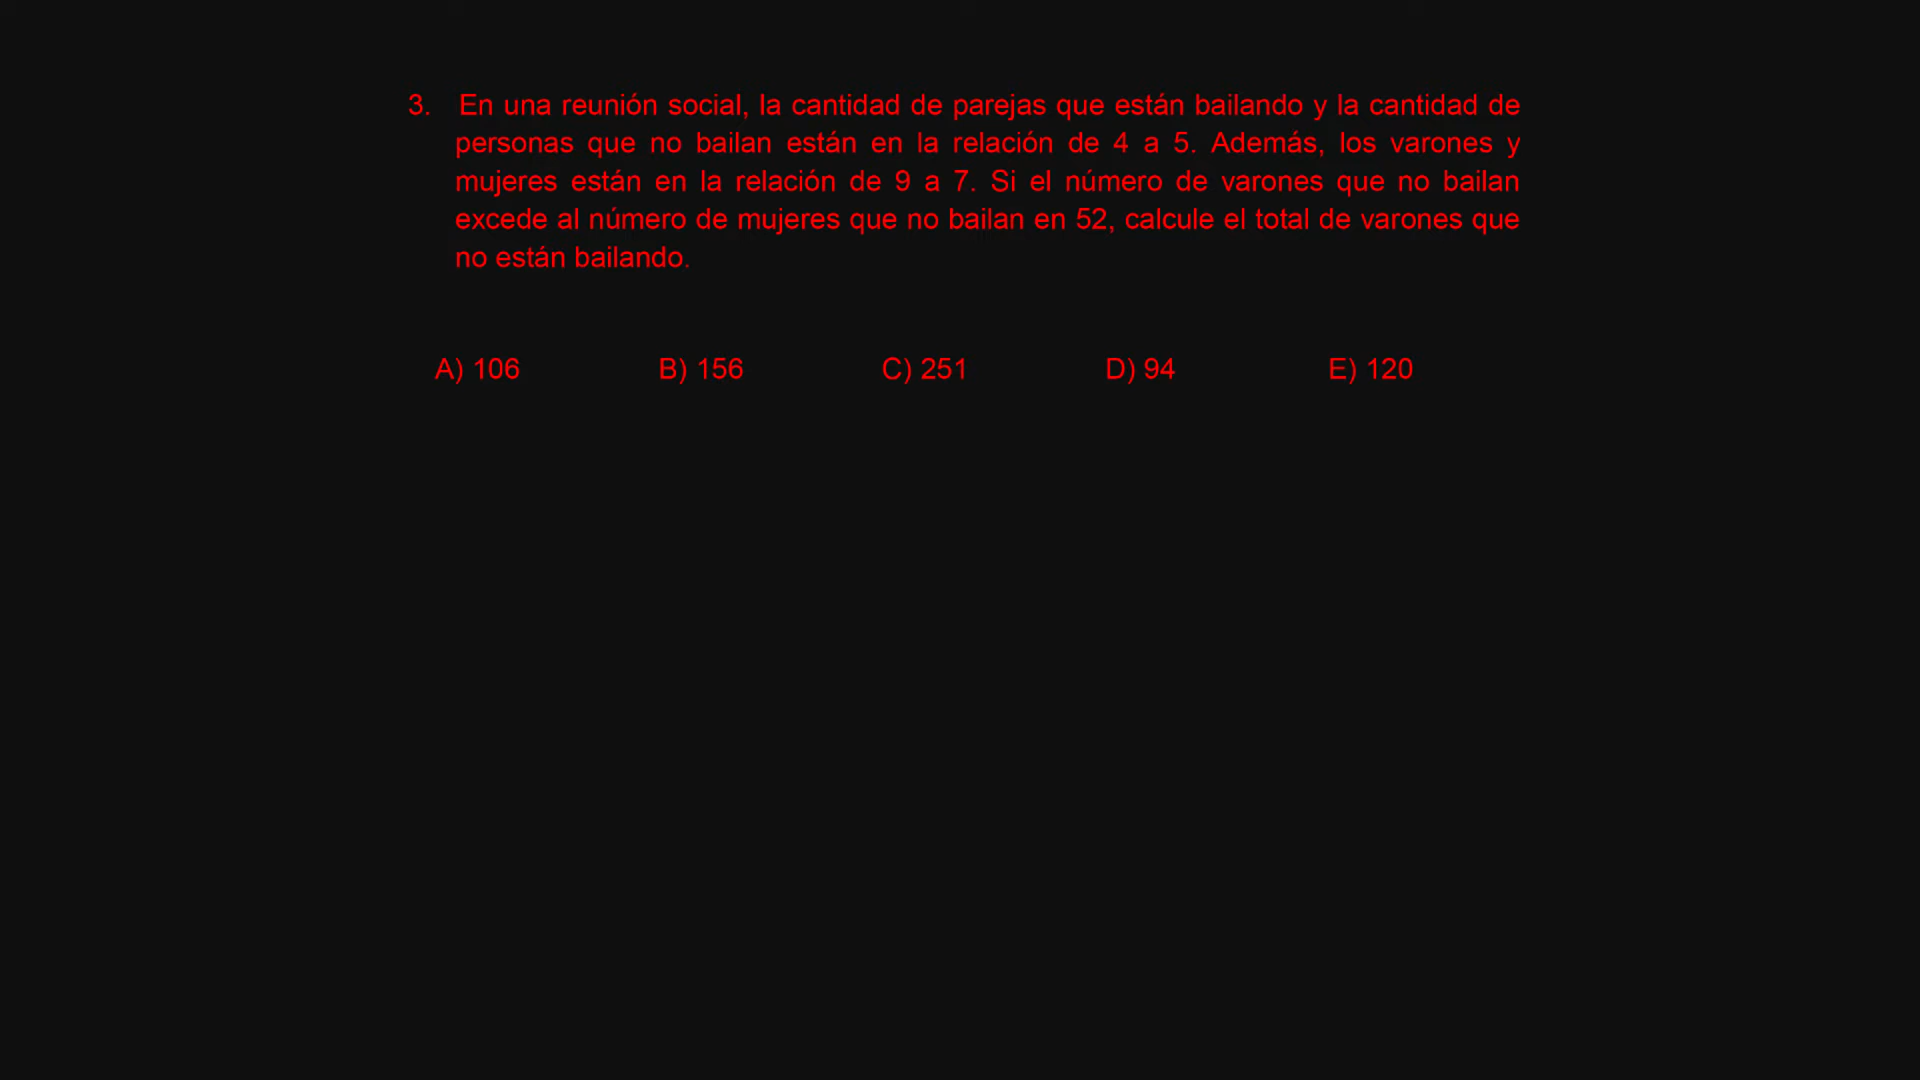 3. En una reunión social, la cantidad de parejas que están bailando y la cantidad de
personas que no bailan están en la relación de 4 a 5. Además, los varones y
mujeres están en la relación de 9 a 7. Si el número de varones que no bailan
excede al número de mujeres que no bailan en 52, calcule el total de varones que
no están bailando.
A) 106 B) 156 C) 251 D) 94 E) 120